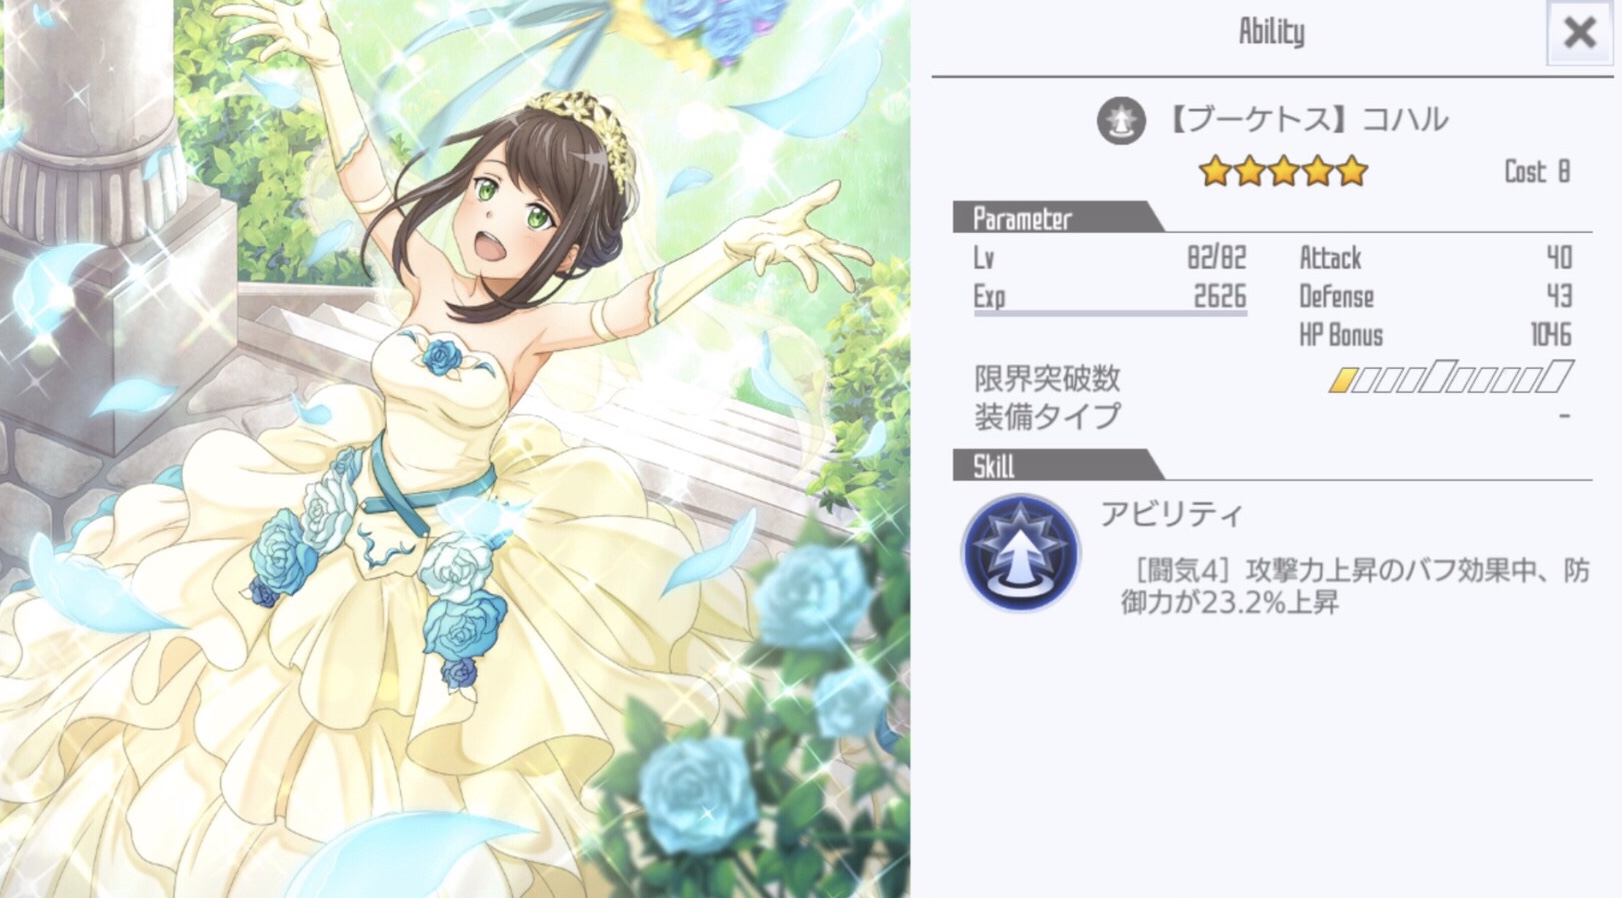 Ability
【ブーケトス】コハル
Cost 8
Parameter
Lv 82/82
Attack 40
Exp 2626
Defense 43
HP Bonus 1046
限界突破数
装備タイプ -
Skill
アビリティ
［闘気4］攻撃力上昇のバフ効果中、防
御力が23.2%上昇